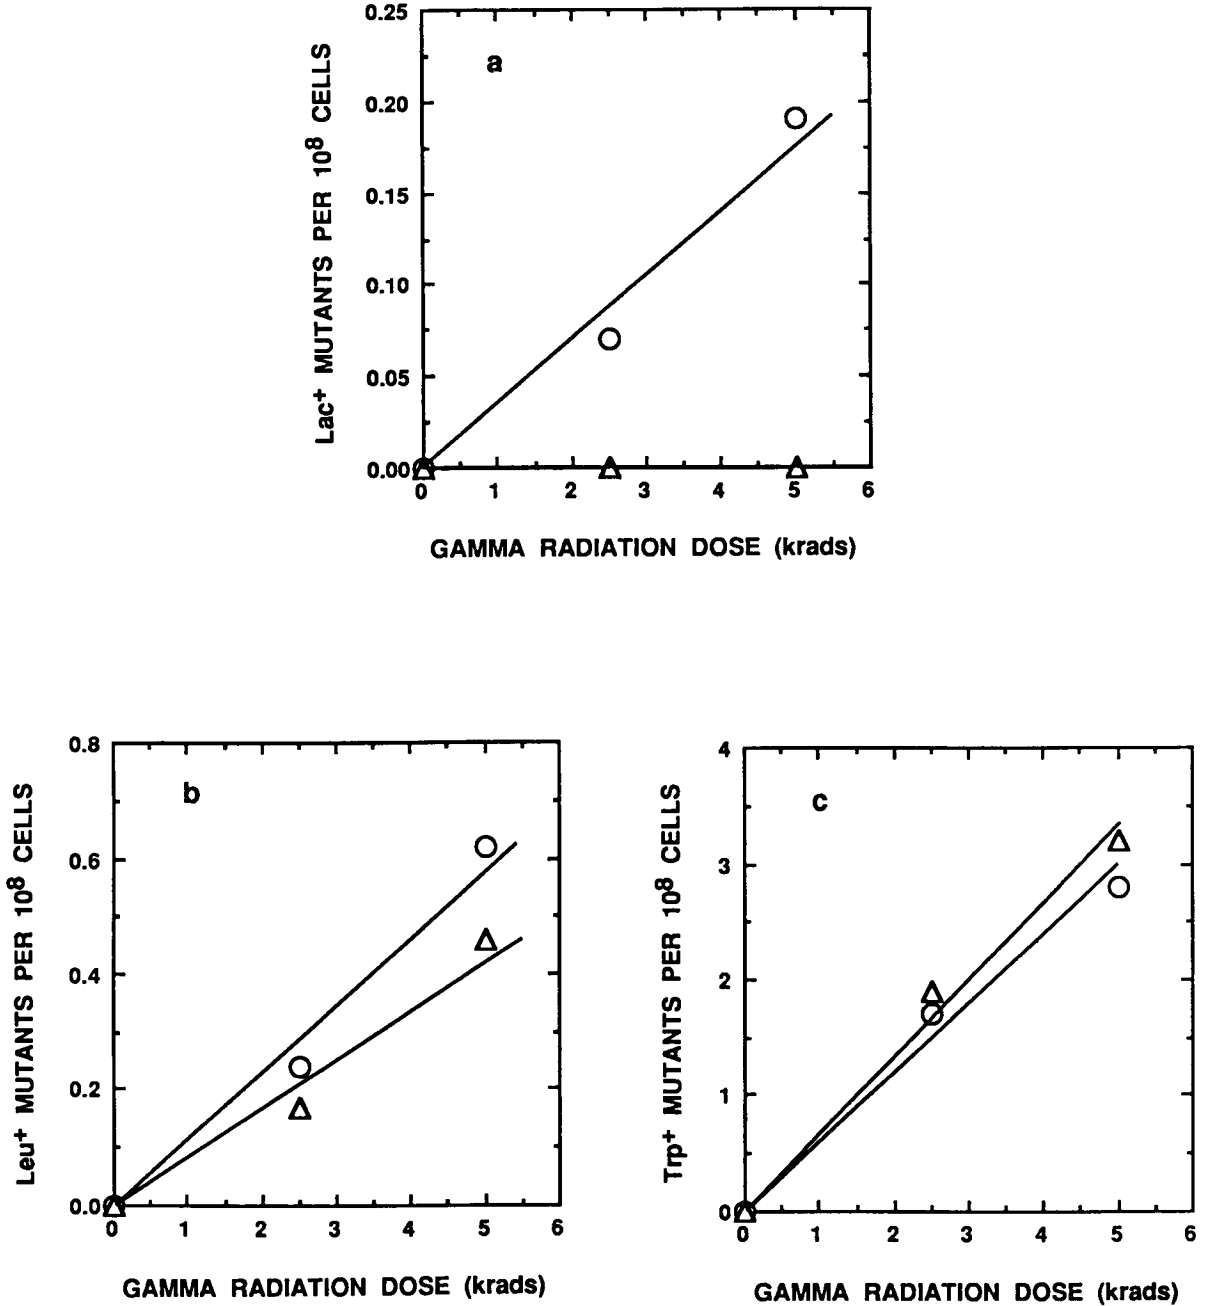 a
Lac⁺ MUTANTS PER 10⁸ CELLS
0.25
0.20
0.15
0.10
0.05
0.00
0 1 2 3 4 5 6
GAMMA RADIATION DOSE (krads)
b
Leu⁺ MUTANTS PER 10⁸ CELLS
0.8
0.6
0.4
0.2
0.0
0 1 2 3 4 5 6
GAMMA RADIATION DOSE (krads)
c
Trp⁺ MUTANTS PER 10⁸ CELLS
4
3
2
1
0
0 1 2 3 4 5 6
GAMMA RADIATION DOSE (krads)